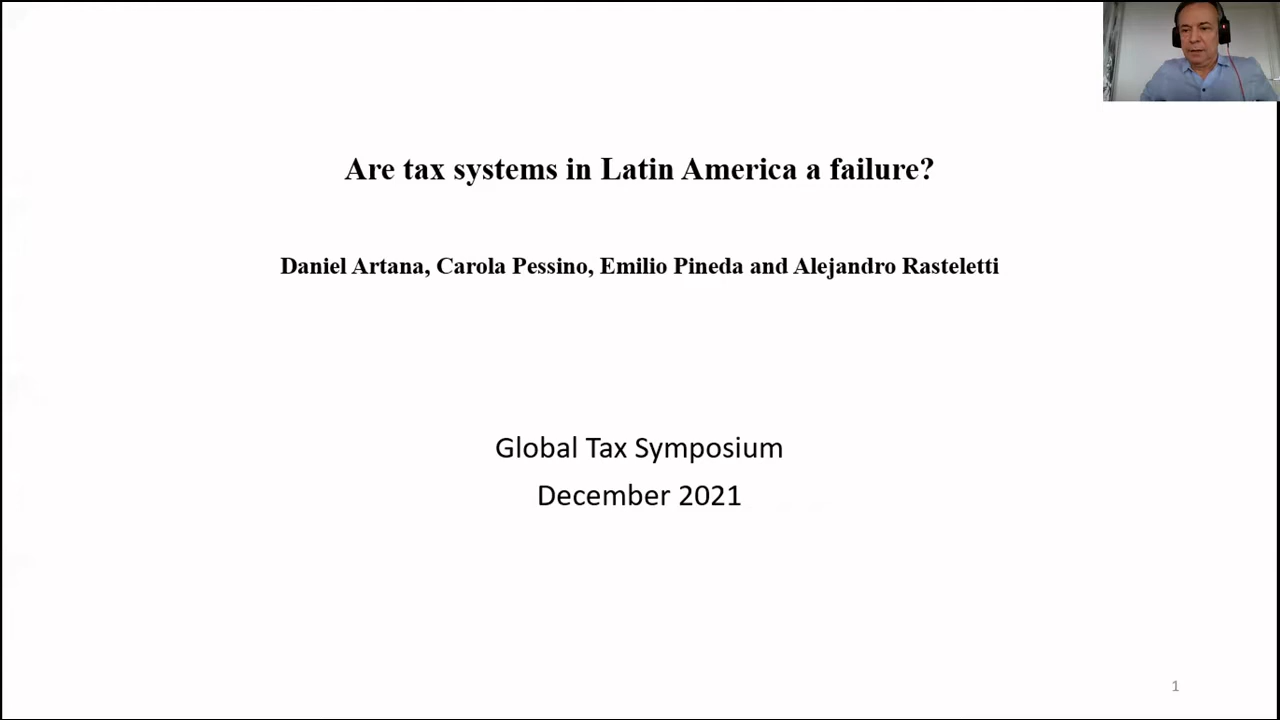 Are tax systems in Latin America a failure?
Daniel Artana, Carola Pessino, Emilio Pineda and Alejandro Rasteletti
Global Tax Symposium
December 2021
1